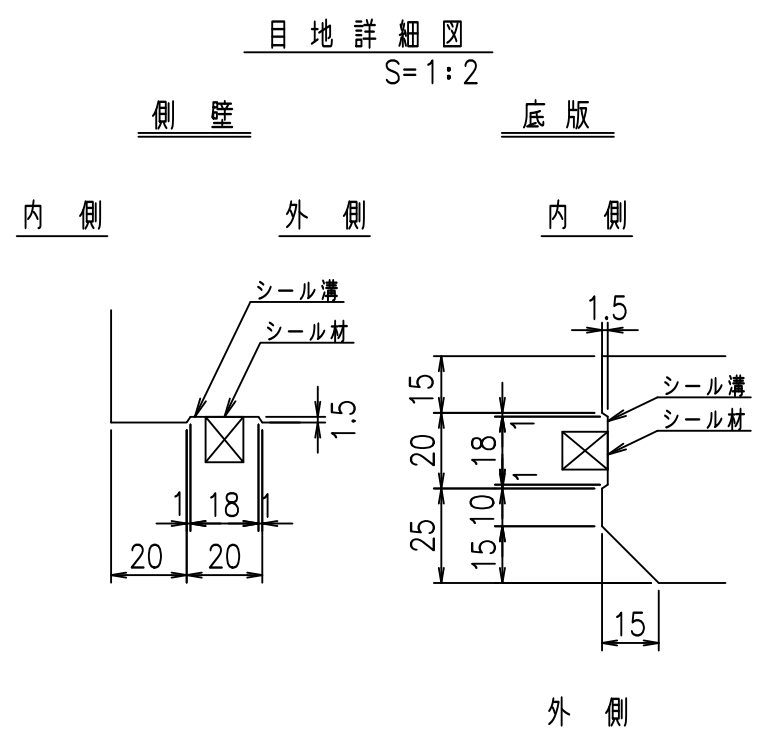 目地詳細図
S=1:2
側壁
底版
内側
外側
内側
シール溝
シール材
1.5
1 18 1
20 20
1.5
15
20
25
1
18
1
10
15
シール溝
シール材
15
外側